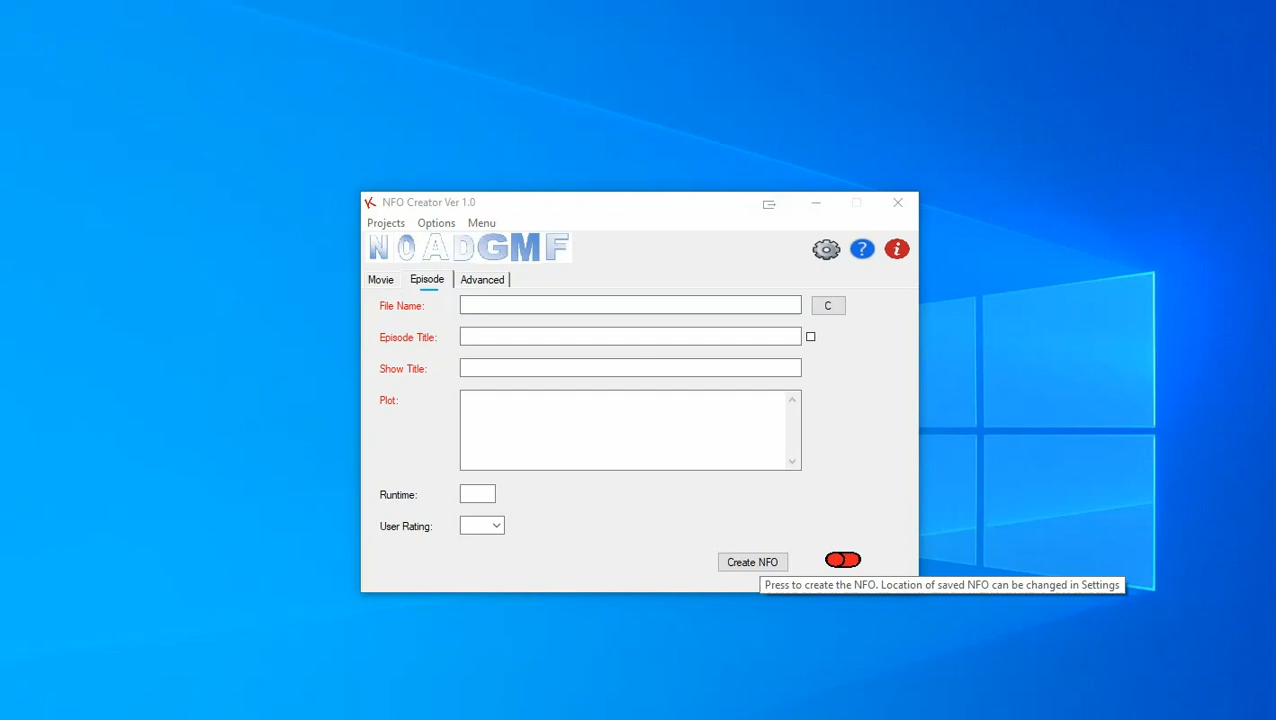 NFO Creator Ver 1.0
Projects Options Menu
NOADGMF
Movie Episode Advanced
File Name: C
Episode Title:
Show Title:
Plot:
Runtime:
User Rating:
Create NFO
Press to create the NFO. Location of saved NFO can be changed in Settings